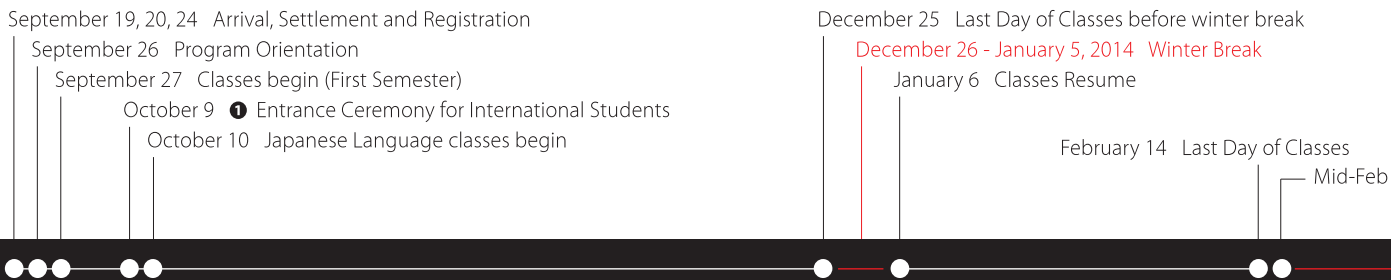 September 19, 20, 24 Arrival, Settlement and Registration
September 26 Program Orientation
September 27 Classes begin (First Semester)
October 9 ❶ Entrance Ceremony for International Students
October 10 Japanese Language classes begin
December 25 Last Day of Classes before winter break
December 26 - January 5, 2014 Winter Break
January 6 Classes Resume
February 14 Last Day of Classes
Mid-Feb